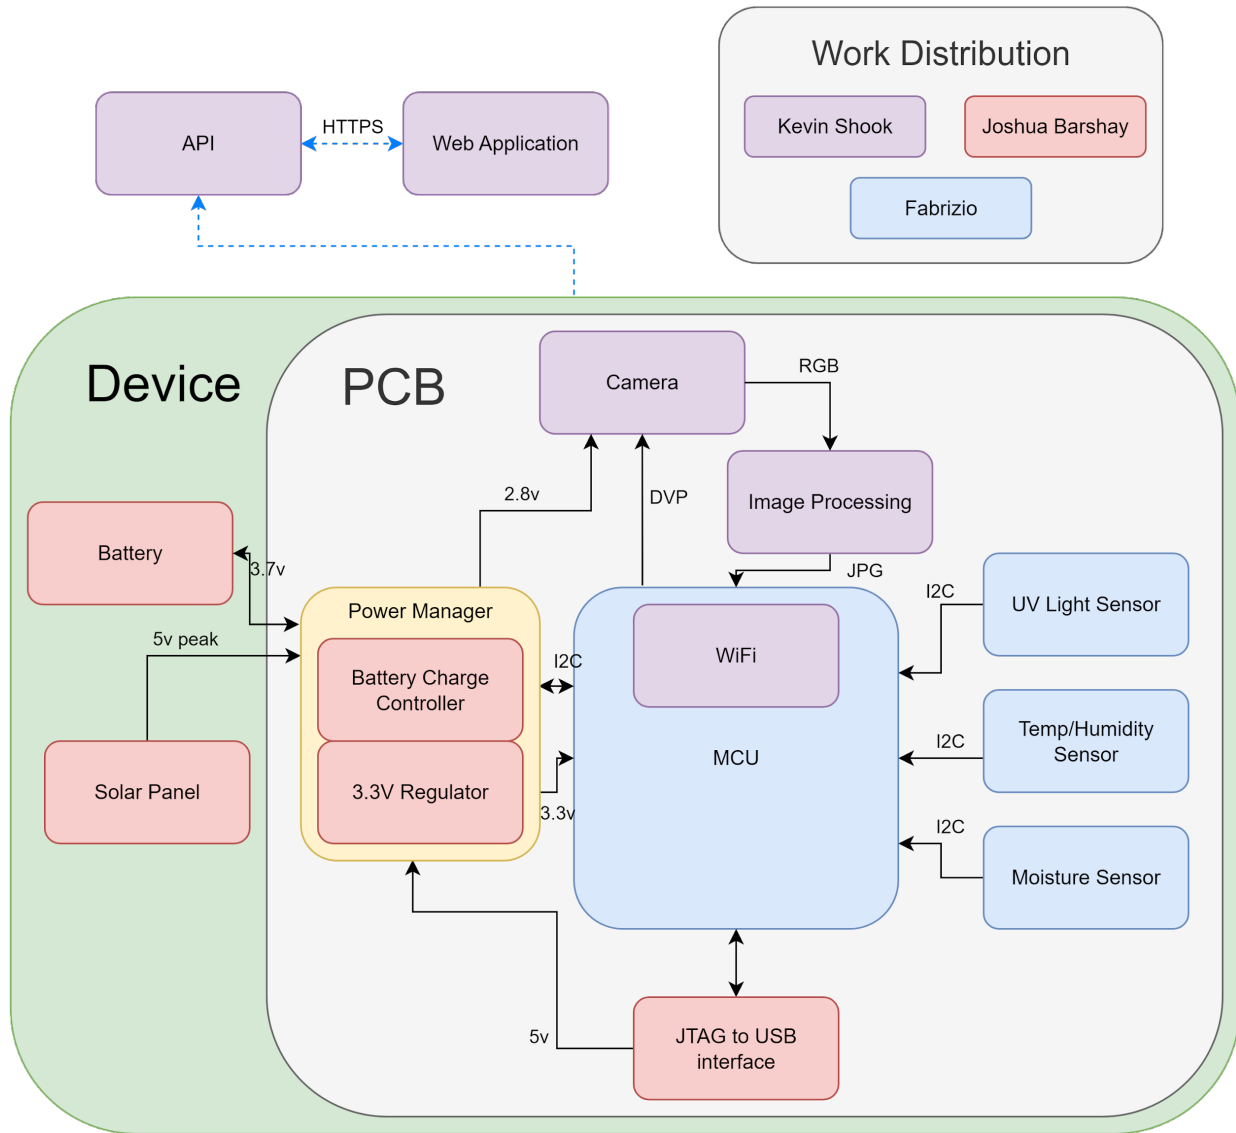 Work Distribution
Kevin Shook
Joshua Barshay
Fabrizio
API
HTTPS
Web Application
Device
PCB
Camera
RGB
2.8v
DVP
Image Processing
JPG
Battery
3.7v
5v peak
Solar Panel
Power Manager
Battery Charge
Controller
3.3V Regulator
I2C
3.3v
WiFi
MCU
I2C
UV Light Sensor
I2C
Temp/Humidity
Sensor
I2C
Moisture Sensor
5v
JTAG to USB
interface